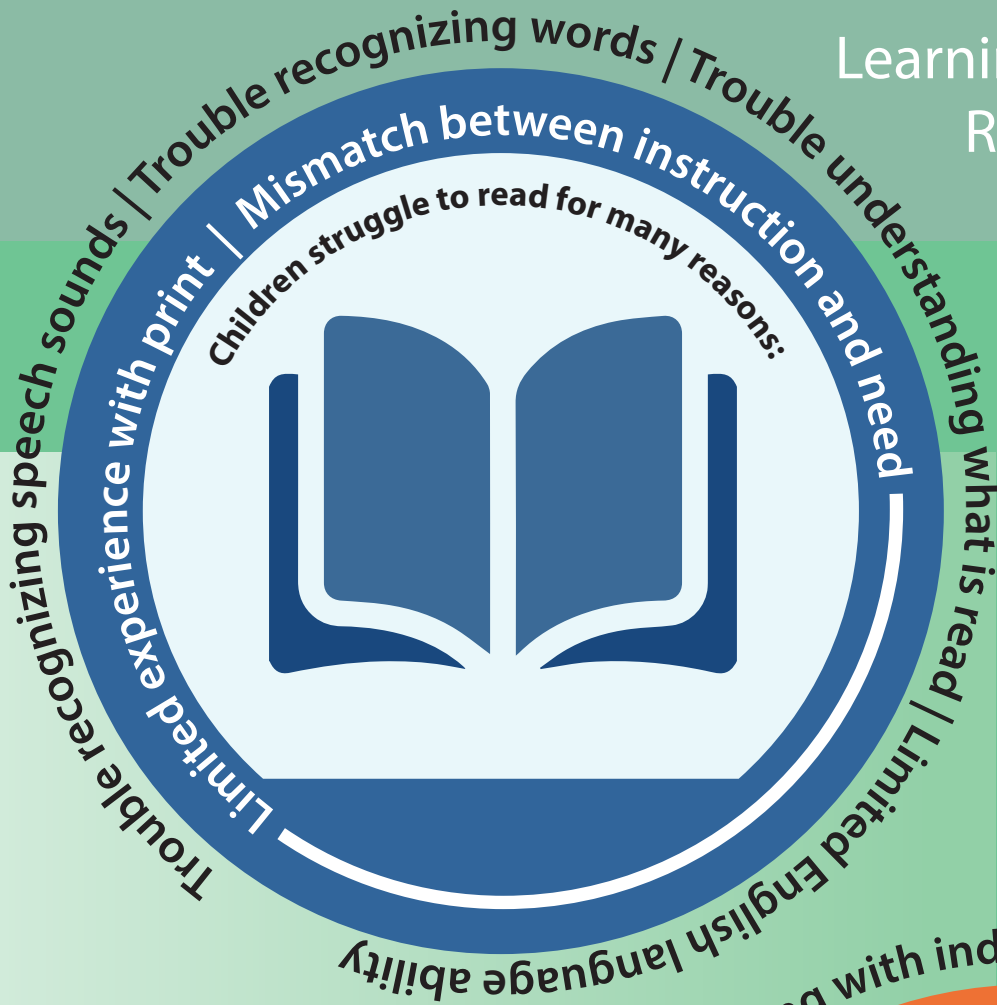 Learnin
R
Trouble recognizing speech sounds | Trouble recognizing words | Trouble understanding what is read | Limited English language ability
Limited experience with print | Mismatch between instruction and need
Children struggle to read for many reasons:
with ind